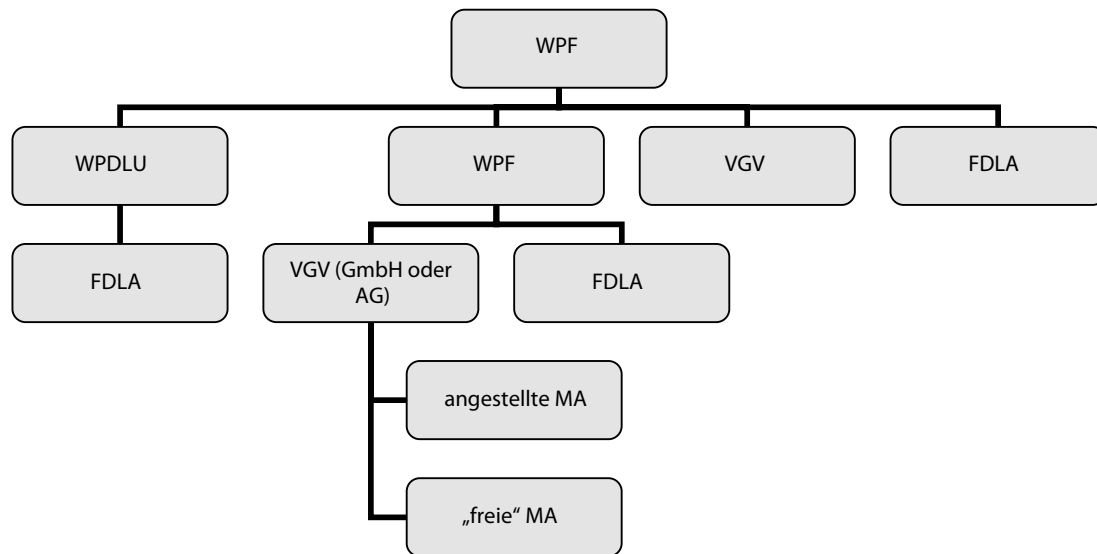 WPF
WPDLU
WPF
VGV
FDLA
FDLA
VGV (GmbH oder
AG)
FDLA
angestellte MA
„freie“ MA